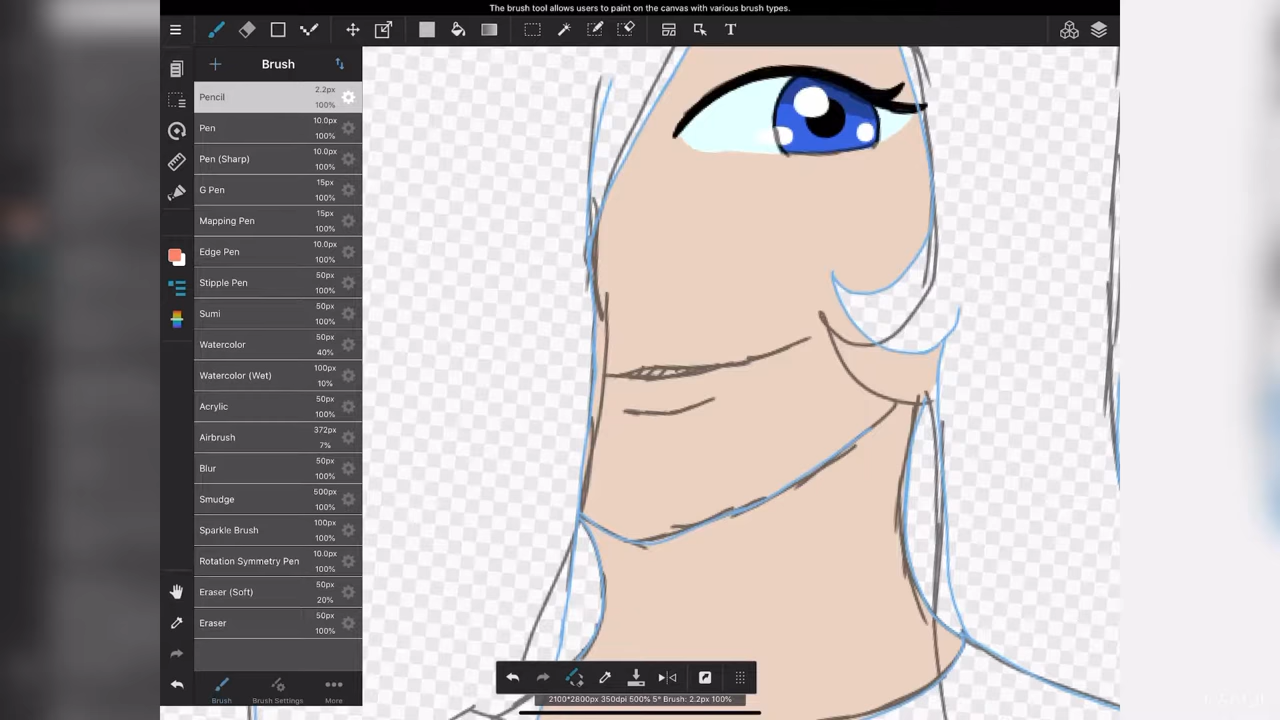 The brush tool allows users to paint on the canvas with various brush types.
T
Brush
Pencil 2.2px 100%
Pen 10.0px 100%
Pen (Sharp) 10.0px 100%
G Pen 15px 100%
Mapping Pen 15px 100%
Edge Pen 10.0px 100%
Stipple Pen 50px 100%
Sumi 50px 100%
Watercolor 50px 40%
Watercolor (Wet) 100px 10%
Acrylic 50px 100%
Airbrush 372px 7%
Blur 50px 100%
Smudge 500px 100%
Sparkle Brush 100px 100%
Rotation Symmetry Pen 10.0px 100%
Eraser (Soft) 50px 20%
Eraser 50px 100%
Brush Brush Settings More
2100*2800px 350dpi 500% 5° Brush: 2.2px 100%